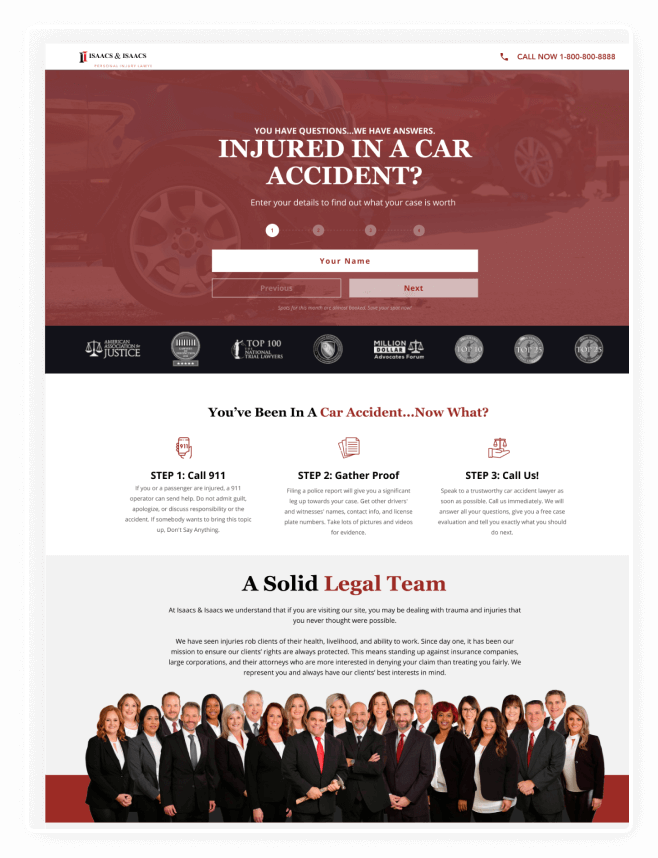 ISAACS & ISAACS
PERSONAL INJURY LAWYERS
CALL NOW 1-800-800-8888
YOU HAVE QUESTIONS...WE HAVE ANSWERS.
INJURED IN A CAR
ACCIDENT?
Enter your details to find out what your case is worth
1 2 3 4
Your Name
Previous Next
Spots for this month are almost booked. Save your spot now!
AMERICAN
ASSOCIATION for
JUSTICE
TOP 100
THE
NATIONAL
TRIAL LAWYERS
MILLION
DOLLAR
Advocates Forum
TOP 10
TOP 25
TOP 25
You've Been In A Car Accident...Now What?
911
STEP 1: Call 911
If you or a passenger are injured, a 911
operator can send help. Do not admit guilt,
apologize, or discuss responsibility or the
accident. If somebody wants to bring this topic
up, Don't Say Anything.
STEP 2: Gather Proof
Filing a police report will give you a significant
leg up towards your case. Get other drivers'
and witnesses' names, contact info, and license
plate numbers. Take lots of pictures and videos
for evidence.
STEP 3: Call Us!
Speak to a trustworthy car accident lawyer as
soon as possible. Call us immediately. We will
answer all your questions, give you a free case
evaluation and tell you exactly what you should
do next.
A Solid Legal Team
At Isaacs & Isaacs we understand that if you are visiting our site, you may be dealing with trauma and injuries that
you never thought were possible.
We have seen injuries rob clients of their health, livelihood, and ability to work. Since day one, it has been our
mission to ensure our clients' rights are always protected. This means standing up against insurance companies,
large corporations, and their attorneys who are more interested in denying your claim than treating you fairly. We
represent you and always have our clients' best interests in mind.